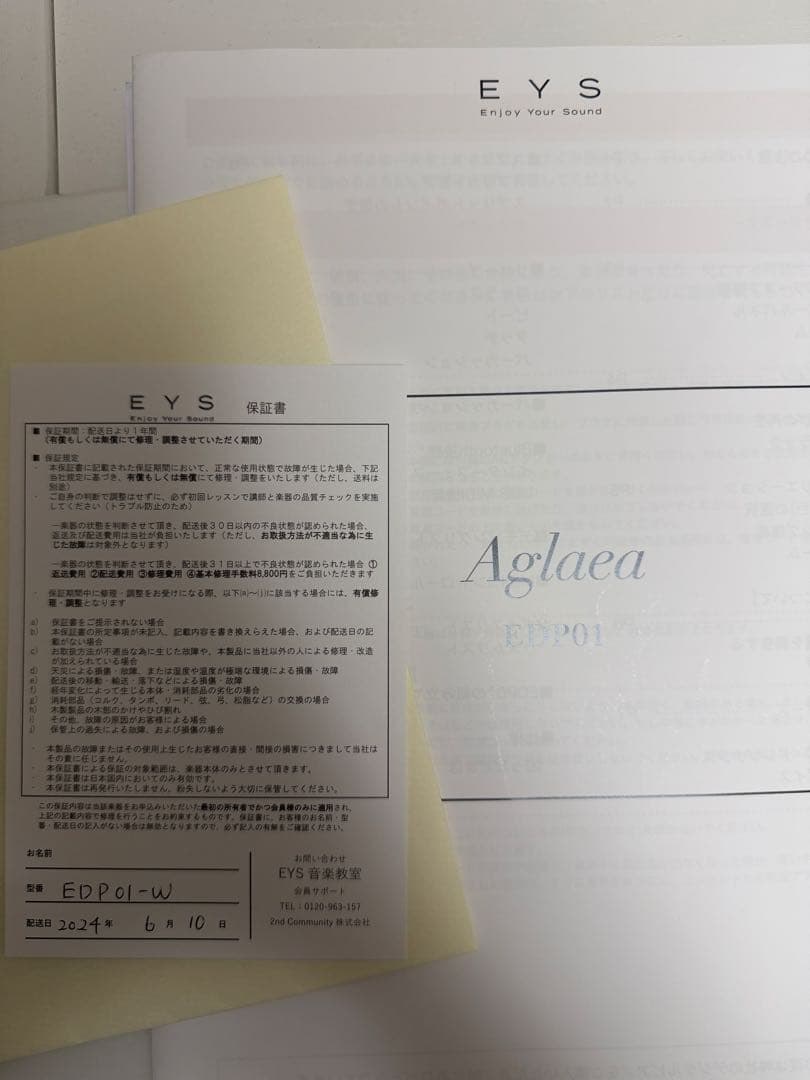 EYS
Enjoy Your Sound
Aglaea
EDP01
EYS 保証書
Enjoy Your Sound
■ 保証期間：配送日より1年間
（有償もしくは無償にて修理・調整させていただく期間）
■ 保証規定
・ 本保証書に記載された保証期間において、正常な使用状態で故障が生じた場合、下記
当社規定に基づき、有償もしくは無償にて修理・調整をいたします（ただし、送料は
別途）
・ ご自身の判断で調整はせずに、必ず初回レッスンで講師と楽器の品質チェックを実施
してください（トラブル防止のため）
―楽器の状態を判断させて頂き、配送後３０日以内の不良状態が認められた場合、
返送及び配送費用は当社が負担いたします（ただし、お取扱方法が不適当な為に生
じた故障は対象外となります）
―楽器の状態を判断させて頂き、配送後31日以上で不良状態が認められた場合 ①
返送費用 ②配送費用 ③修理費用 ④基本修理手数料8,800円をご負担いただきます
・ 保証期間中に修理・調整をお受けになる際、以下(a)～(j)に該当する場合には、有償修
理・調整となります
a) 保証書をご提示されない場合
b) 本保証書の所定事項が未記入、記載内容を書き換えらえた場合、および配送日の記
載がない場合
c) お取扱方法が不適当な為に生じた故障や、本製品に当社以外の人による修理・改造
が加えられている場合
d) 天災による損傷・故障、または湿度や温度が極端な環境による損傷・故障
e) 配送後の移動・輸送・落下などによる損傷・故障
f) 経年変化によって生じる本体・消耗部品の劣化の場合
g) 消耗部品（コルク、タンポ、リード、弦、弓、松脂など）の交換の場合
h) 木製製品の木部のかけやひび割れ
i) その他、故障の原因がお客様による場合
j) 保管上の過失による故障、および損傷の場合
・ 本製品の故障またはその使用上生じたお客様の直接・間接の損害につきまして当社は
その責に任じません。
・ 本保証書による保証の対象範囲は、楽器本体のみとさせて頂きます。
・ 本保証書は日本国内においてのみ有効です。
・ 本保証書は再発行いたしません、紛失しないよう大切に保管してください。
この保証内容は当該楽器をお申込みいただいた最初の所有者でかつ会員様のみに適用され、
上記の記載内容で修理を行うことをお約束するものです。保証書に、お客様のお名前・型
番・配送日の記入がない場合は無効となりますので、必ず記入の有無をご確認ください。
お名前
型番 EDP01-W
配送日 2024年 6月 10日
お問い合わせ
EYS 音楽教室
会員サポート
TEL：0120-963-157
2nd Community 株式会社